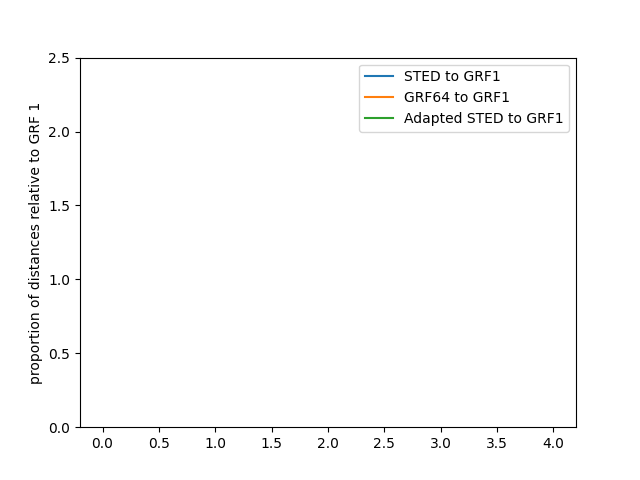 2.5
2.0
1.5
1.0
0.5
0.0
proportion of distances relative to GRF 1
STED to GRF1
GRF64 to GRF1
Adapted STED to GRF1
0.0 0.5 1.0 1.5 2.0 2.5 3.0 3.5 4.0